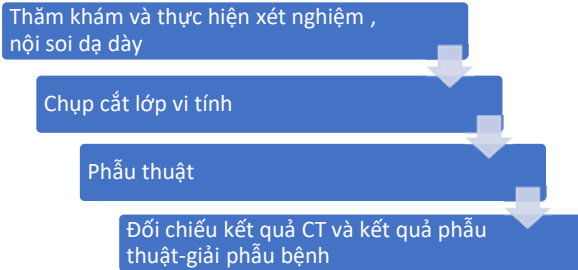 Thăm khám và thực hiện xét nghiệm ,
nội soi dạ dày
Chụp cắt lớp vi tính
Phẫu thuật
Đối chiếu kết quả CT và kết quả phẫu
thuật-giải phẫu bệnh